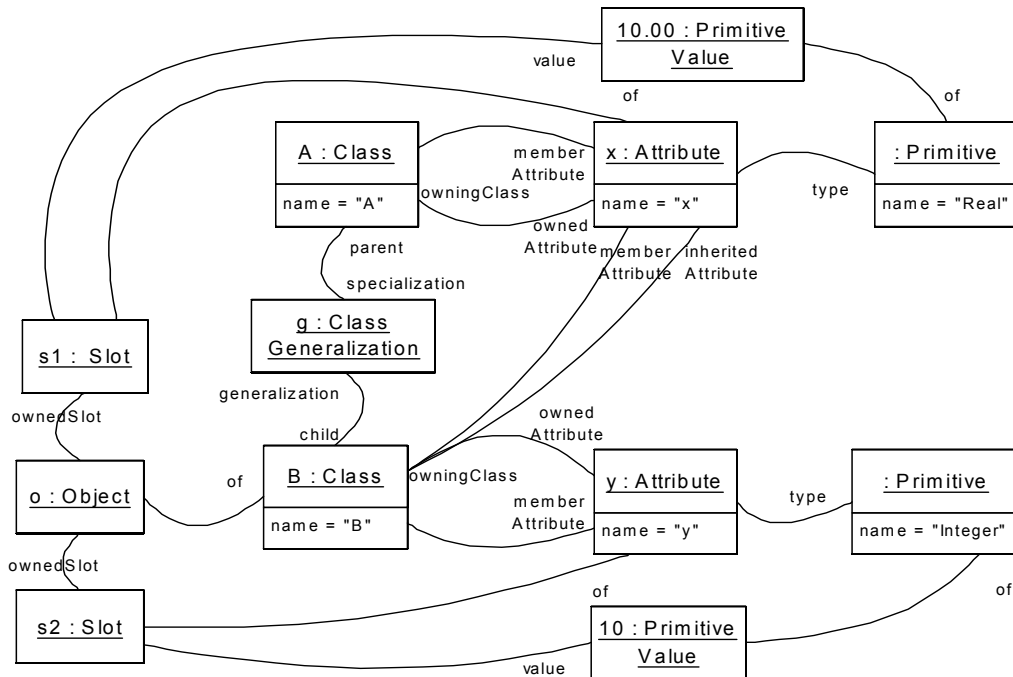 10.00 : Primitive
Value
value
of
of
A : Class
name = "A"
member
Attribute
owningClass
owned
Attribute
x : Attribute
name = "x"
type
: Primitive
name = "Real"
parent
specialization
member
Attribute
inherited
Attribute
g : Class
Generalization
s1 : Slot
generalization
ownedSlot
child
owned
Attribute
o : Object
of
B : Class
name = "B"
owningClass
member
Attribute
y : Attribute
name = "y"
type
: Primitive
name = "Integer"
ownedSlot
s2 : Slot
of
of
10 : Primitive
Value
value